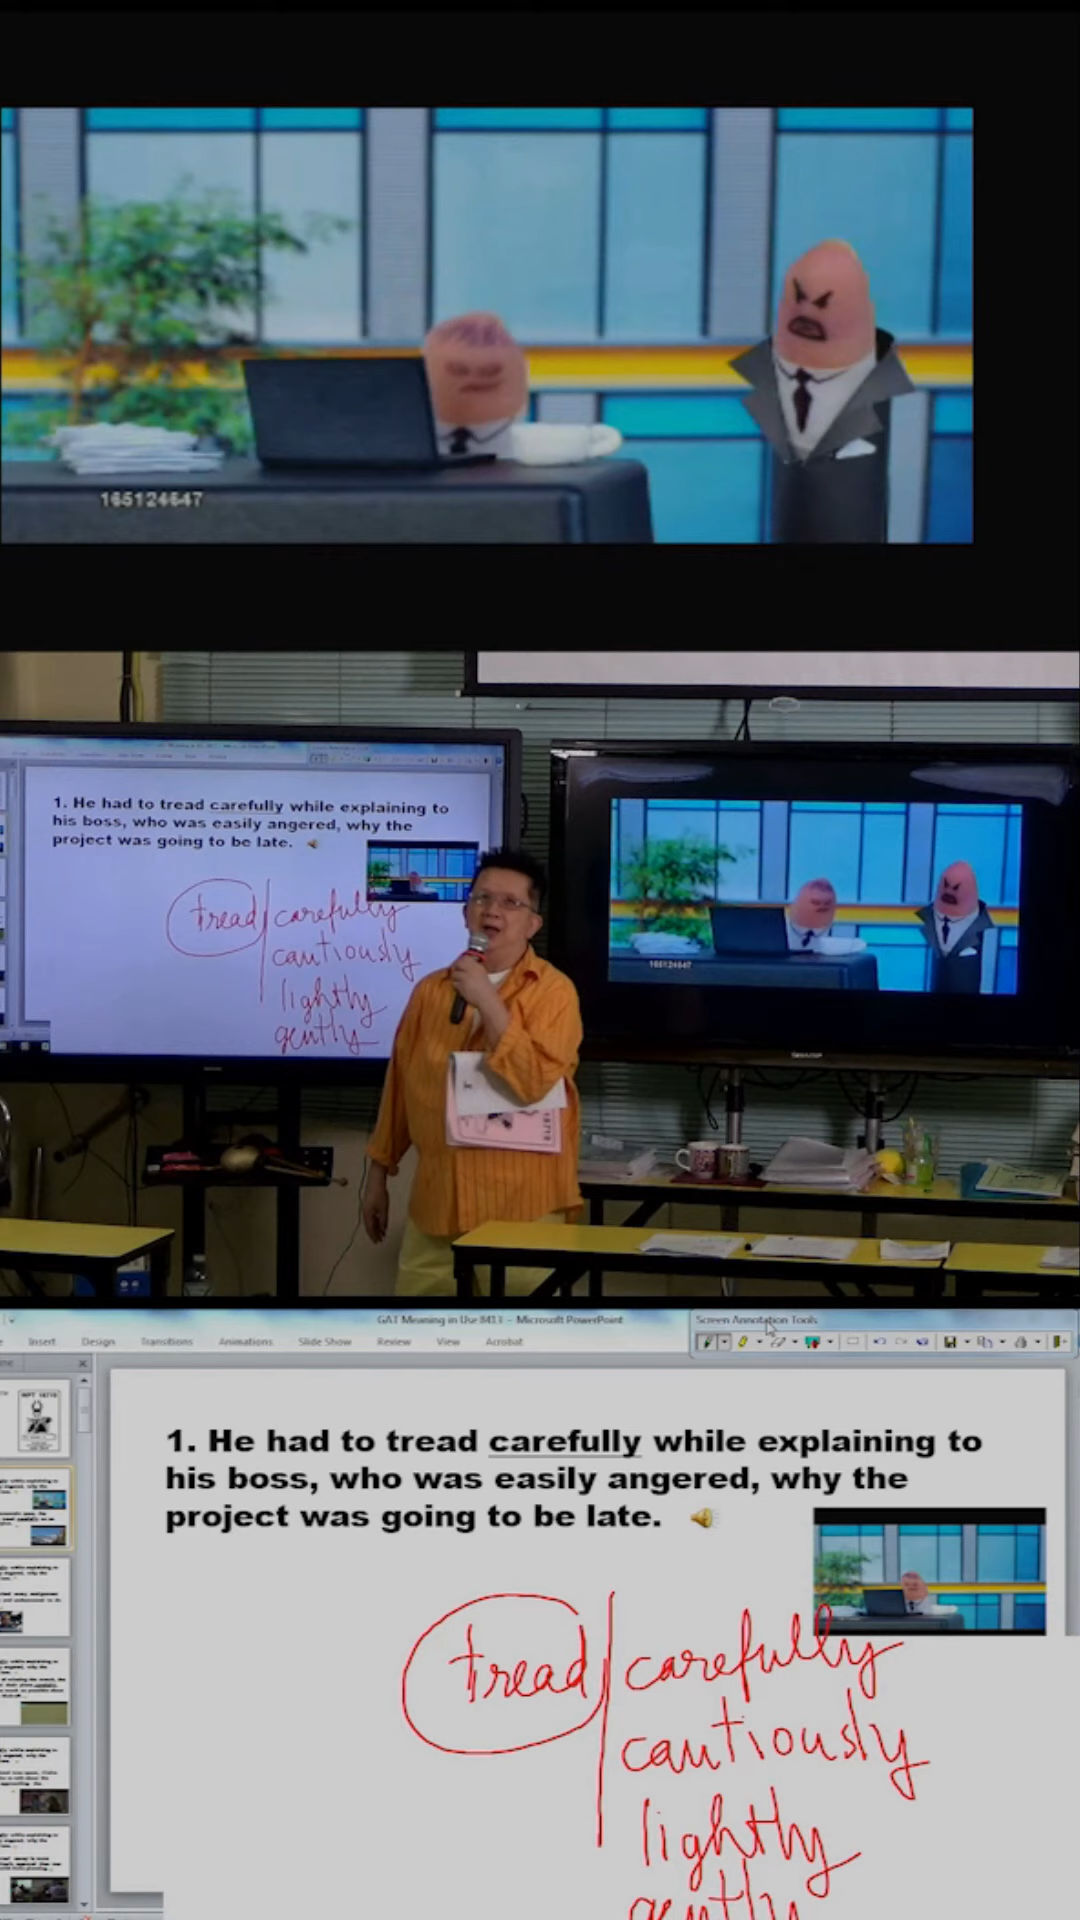 165124647
1. He had to tread carefully while explaining to
his boss, who was easily angered, why the
project was going to be late.
tread carefully
cautiously
lightly
gently
165124647
GAT Meaning in Use 8413 - Microsoft PowerPoint
Screen Annotation Tools
Insert Design Transitions Animations Slide Show Review View Acrobat
1. He had to tread carefully while explaining to
his boss, who was easily angered, why the
project was going to be late.
tread carefully
cautiously
lightly
gently